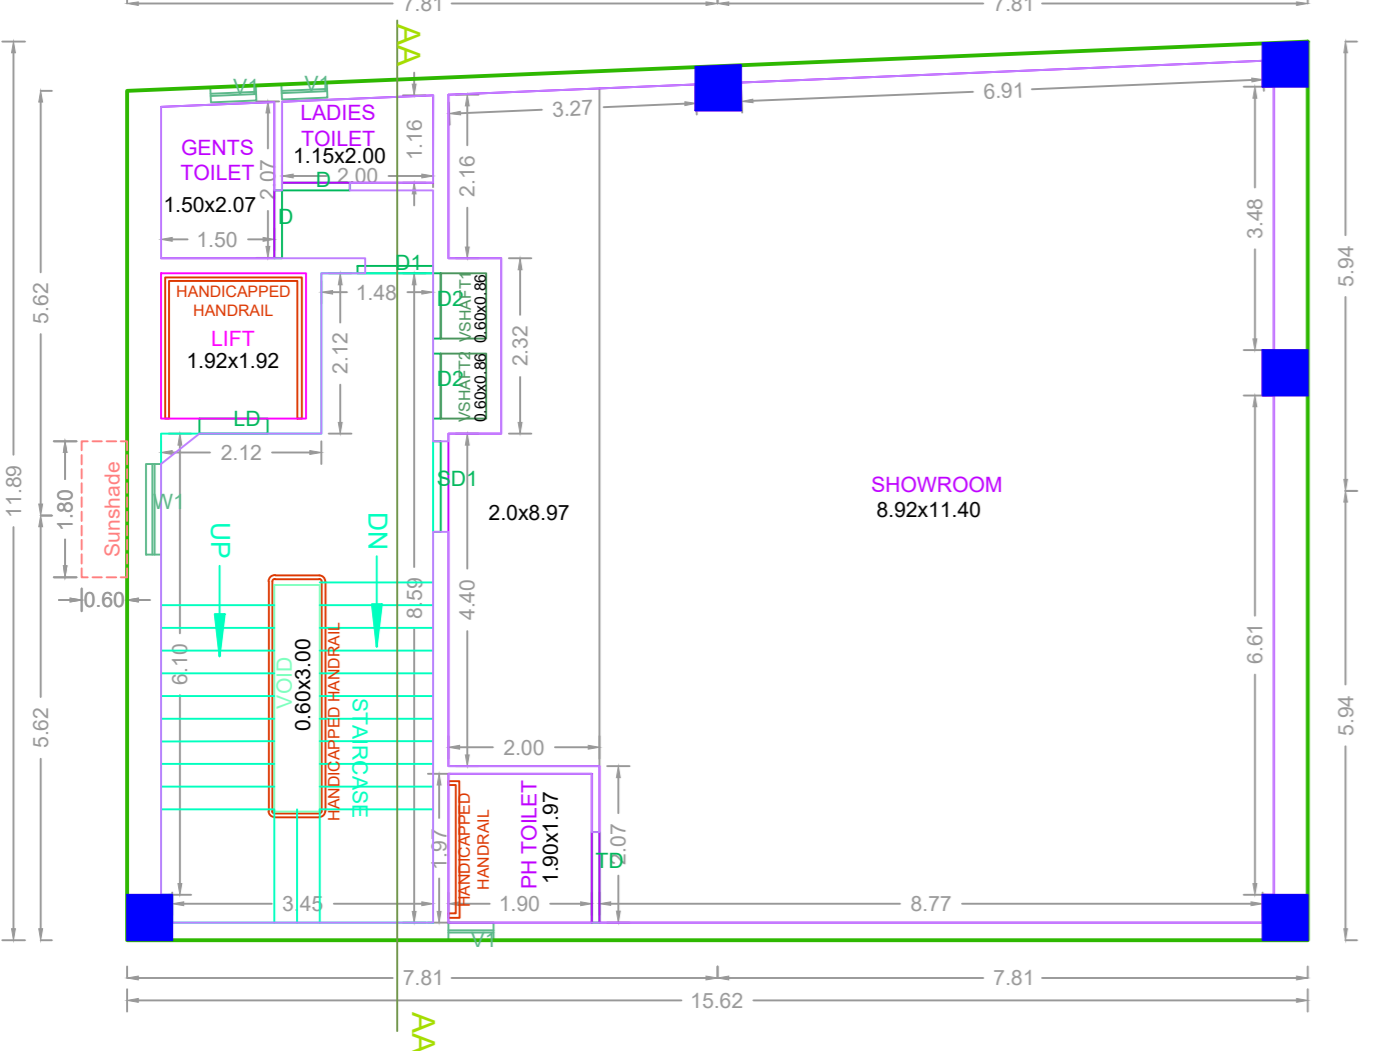 7.81
7.81
AA
V1
V1
LADIES
TOILET
1.15x2.00
2.00
D
1.16
3.27
6.91
GENTS
TOILET
2.07
1.50x2.07
D
1.50
2.16
3.48
5.94
5.62
D1
HANDICAPPED
HANDRAIL
LIFT
1.92x1.92
LD
1.48
2.12
2.12
D2
VSHAFT1
0.60x0.86
D2
VSHAFT2
0.60x0.86
2.32
11.89
1.80
Sunshade
W1
0.60
SD1
2.0x8.97
SHOWROOM
8.92x11.40
UP
DN
8.59
4.40
6.10
VOID
0.60x3.00
HANDICAPPED HANDRAIL
STAIRCASE
6.61
5.94
5.62
2.00
1.97
HANDICAPPED
HANDRAIL
PH TOILET
1.90x1.97
TD
2.07
3.45
1.90
8.77
V1
7.81
7.81
15.62
AA